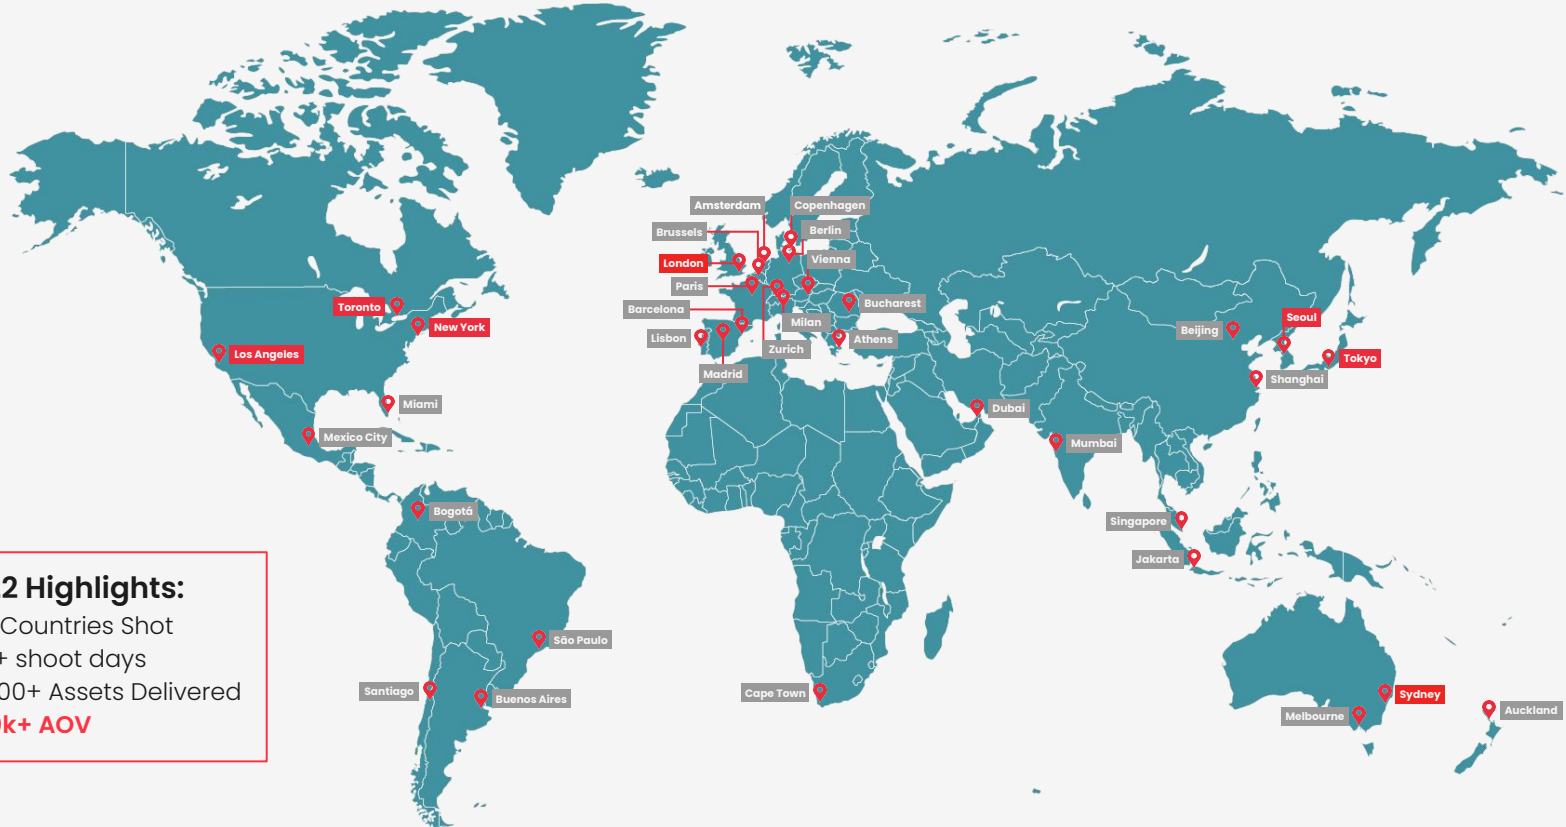 Amsterdam
Copenhagen
Brussels
Berlin
London
Vienna
Paris
Bucharest
Barcelona
Milan
Lisbon
Zurich
Athens
Madrid
Toronto
New York
Los Angeles
Miami
Mexico City
Seoul
Beijing
Tokyo
Shanghai
Dubai
Mumbai
Singapore
Jakarta
Bogotá
São Paulo
Santiago
Buenos Aires
Cape Town
Sydney
Melbourne
Auckland
2 Highlights:
Countries Shot
+ shoot days
00+ Assets Delivered
k+ AOV